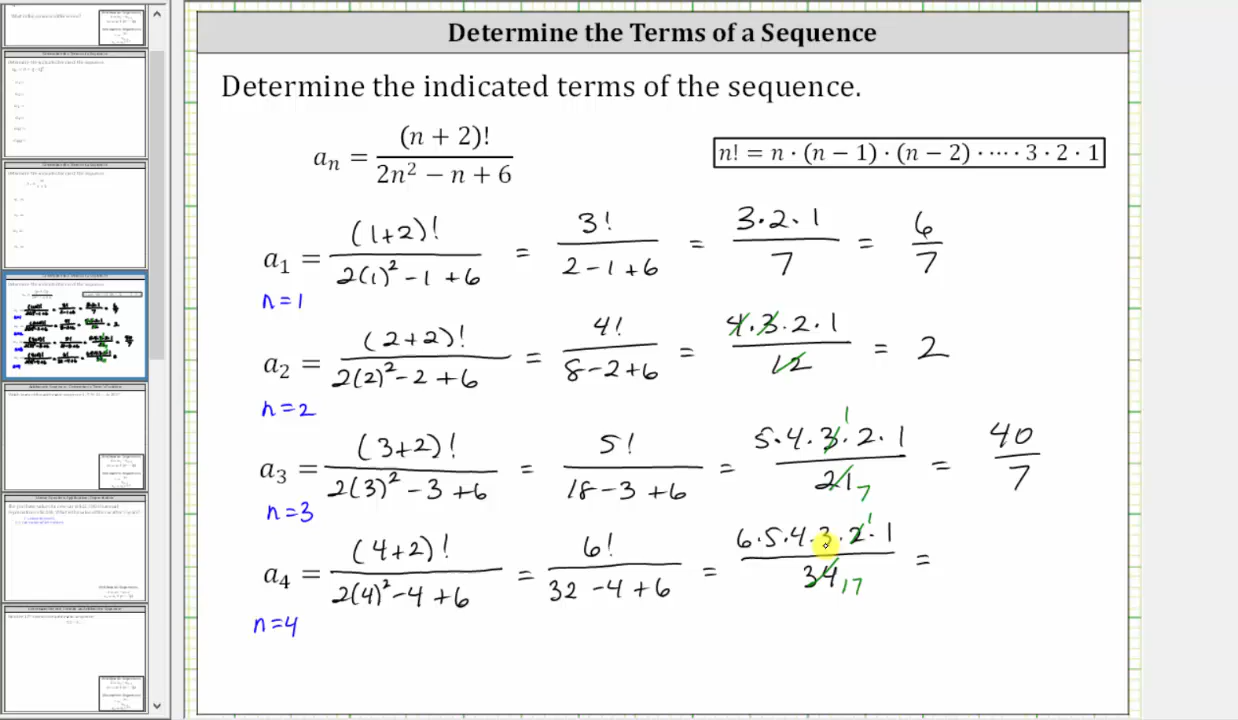 Determine the Terms of a Sequence
Determine the indicated terms of the sequence.
aₙ = (n + 2)! / (2n² − n + 6)
n! = n · (n − 1) · (n − 2) · ⋯ · 3 · 2 · 1
a₁ = (1+2)! / (2(1)² − 1 + 6) = 3! / (2 − 1 + 6) = 3·2·1 / 7 = 6/7
n=1
a₂ = (2+2)! / (2(2)² − 2 + 6) = 4! / (8 − 2 + 6) = 4·3·2·1 / 12 = 2
n=2
a₃ = (3+2)! / (2(3)² − 3 + 6) = 5! / (18 − 3 + 6) = 5·4·3·2·1 / 21 = 40/7
1
7
n=3
a₄ = (4+2)! / (2(4)² − 4 + 6) = 6! / (32 − 4 + 6) = 6·5·4·3·2·1 / 34 =
1
17
n=4